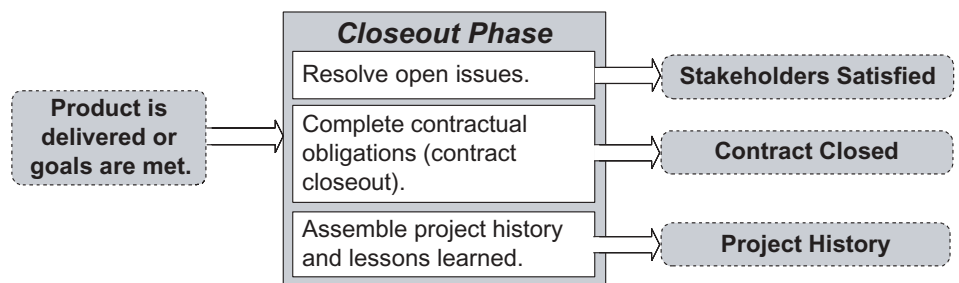 Closeout Phase
Product is
delivered or
goals are met.
Resolve open issues.
Stakeholders Satisfied
Complete contractual
obligations (contract
closeout).
Contract Closed
Assemble project history
and lessons learned.
Project History